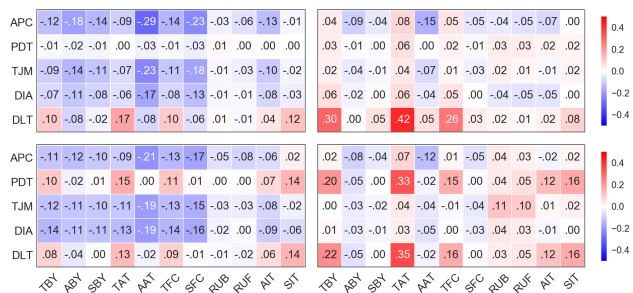 APC -.12 -.18 -.14 -.09 -.29 -.14 -.23 -.03 -.06 -.13 -.01 .04 -.09 -.04 .08 -.15 .05 -.04 -.05 -.05 -.07 .00
PDT -.01 -.02 -.01 .00 -.03 -.01 -.03 .01 .00 .00 .00 .03 -.01 .01 .06 .00 .02 .01 .03 .03 .02 .02
TJM -.09 -.14 -.11 -.07 -.23 -.11 -.18 -.01 -.03 -.10 -.02 .02 -.04 -.01 .04 -.07 .01 -.03 .02 .01 -.01 .02
DIA -.07 -.11 -.08 -.06 -.17 -.08 -.13 -.01 -.01 -.08 -.03 .06 -.02 .00 .06 -.03 .05 .00 -.04 -.05 -.05 .00
DLT .10 -.08 -.02 .17 -.08 .10 -.06 -.01 .01 .04 .12 .30 .00 .05 .42 .05 .26 .04 -.01 -.02 .02 .08
0.4
0.2
0.0
-0.2
-0.4
APC -.11 -.12 -.10 -.09 -.21 -.13 -.17 -.05 -.08 -.06 .02 .02 -.08 -.04 .07 -.12 .01 -.05 .04 .03 -.02 .02
PDT .10 -.02 .01 .15 .00 .11 .01 .00 .00 .07 .14 .20 -.05 .00 .33 -.02 .15 .00 -.04 -.05 .12 .16
TJM -.12 -.11 -.12 -.11 -.19 -.13 -.15 -.04 -.04 -.08 -.02 .00 -.03 -.04 .02 -.04 -.03 -.02 .11 .10 .01 .02
DIA -.14 -.11 -.11 -.13 -.19 -.14 -.16 -.02 .00 -.09 -.06 .01 -.03 -.03 .01 -.05 .00 -.03 .04 .04 -.03 .00
DLT .08 -.04 .00 .13 -.02 .09 -.01 -.01 -.02 .06 .14 .22 -.05 .00 .35 -.02 .16 .00 -.03 -.05 .12 .16
0.4
0.2
0.0
-0.2
-0.4
TBY ABY SBY TAT AAT TFC SFC RUB RUF AIT SIT TBY ABY SBY TAT AAT TFC SFC RUB RUF AIT SIT